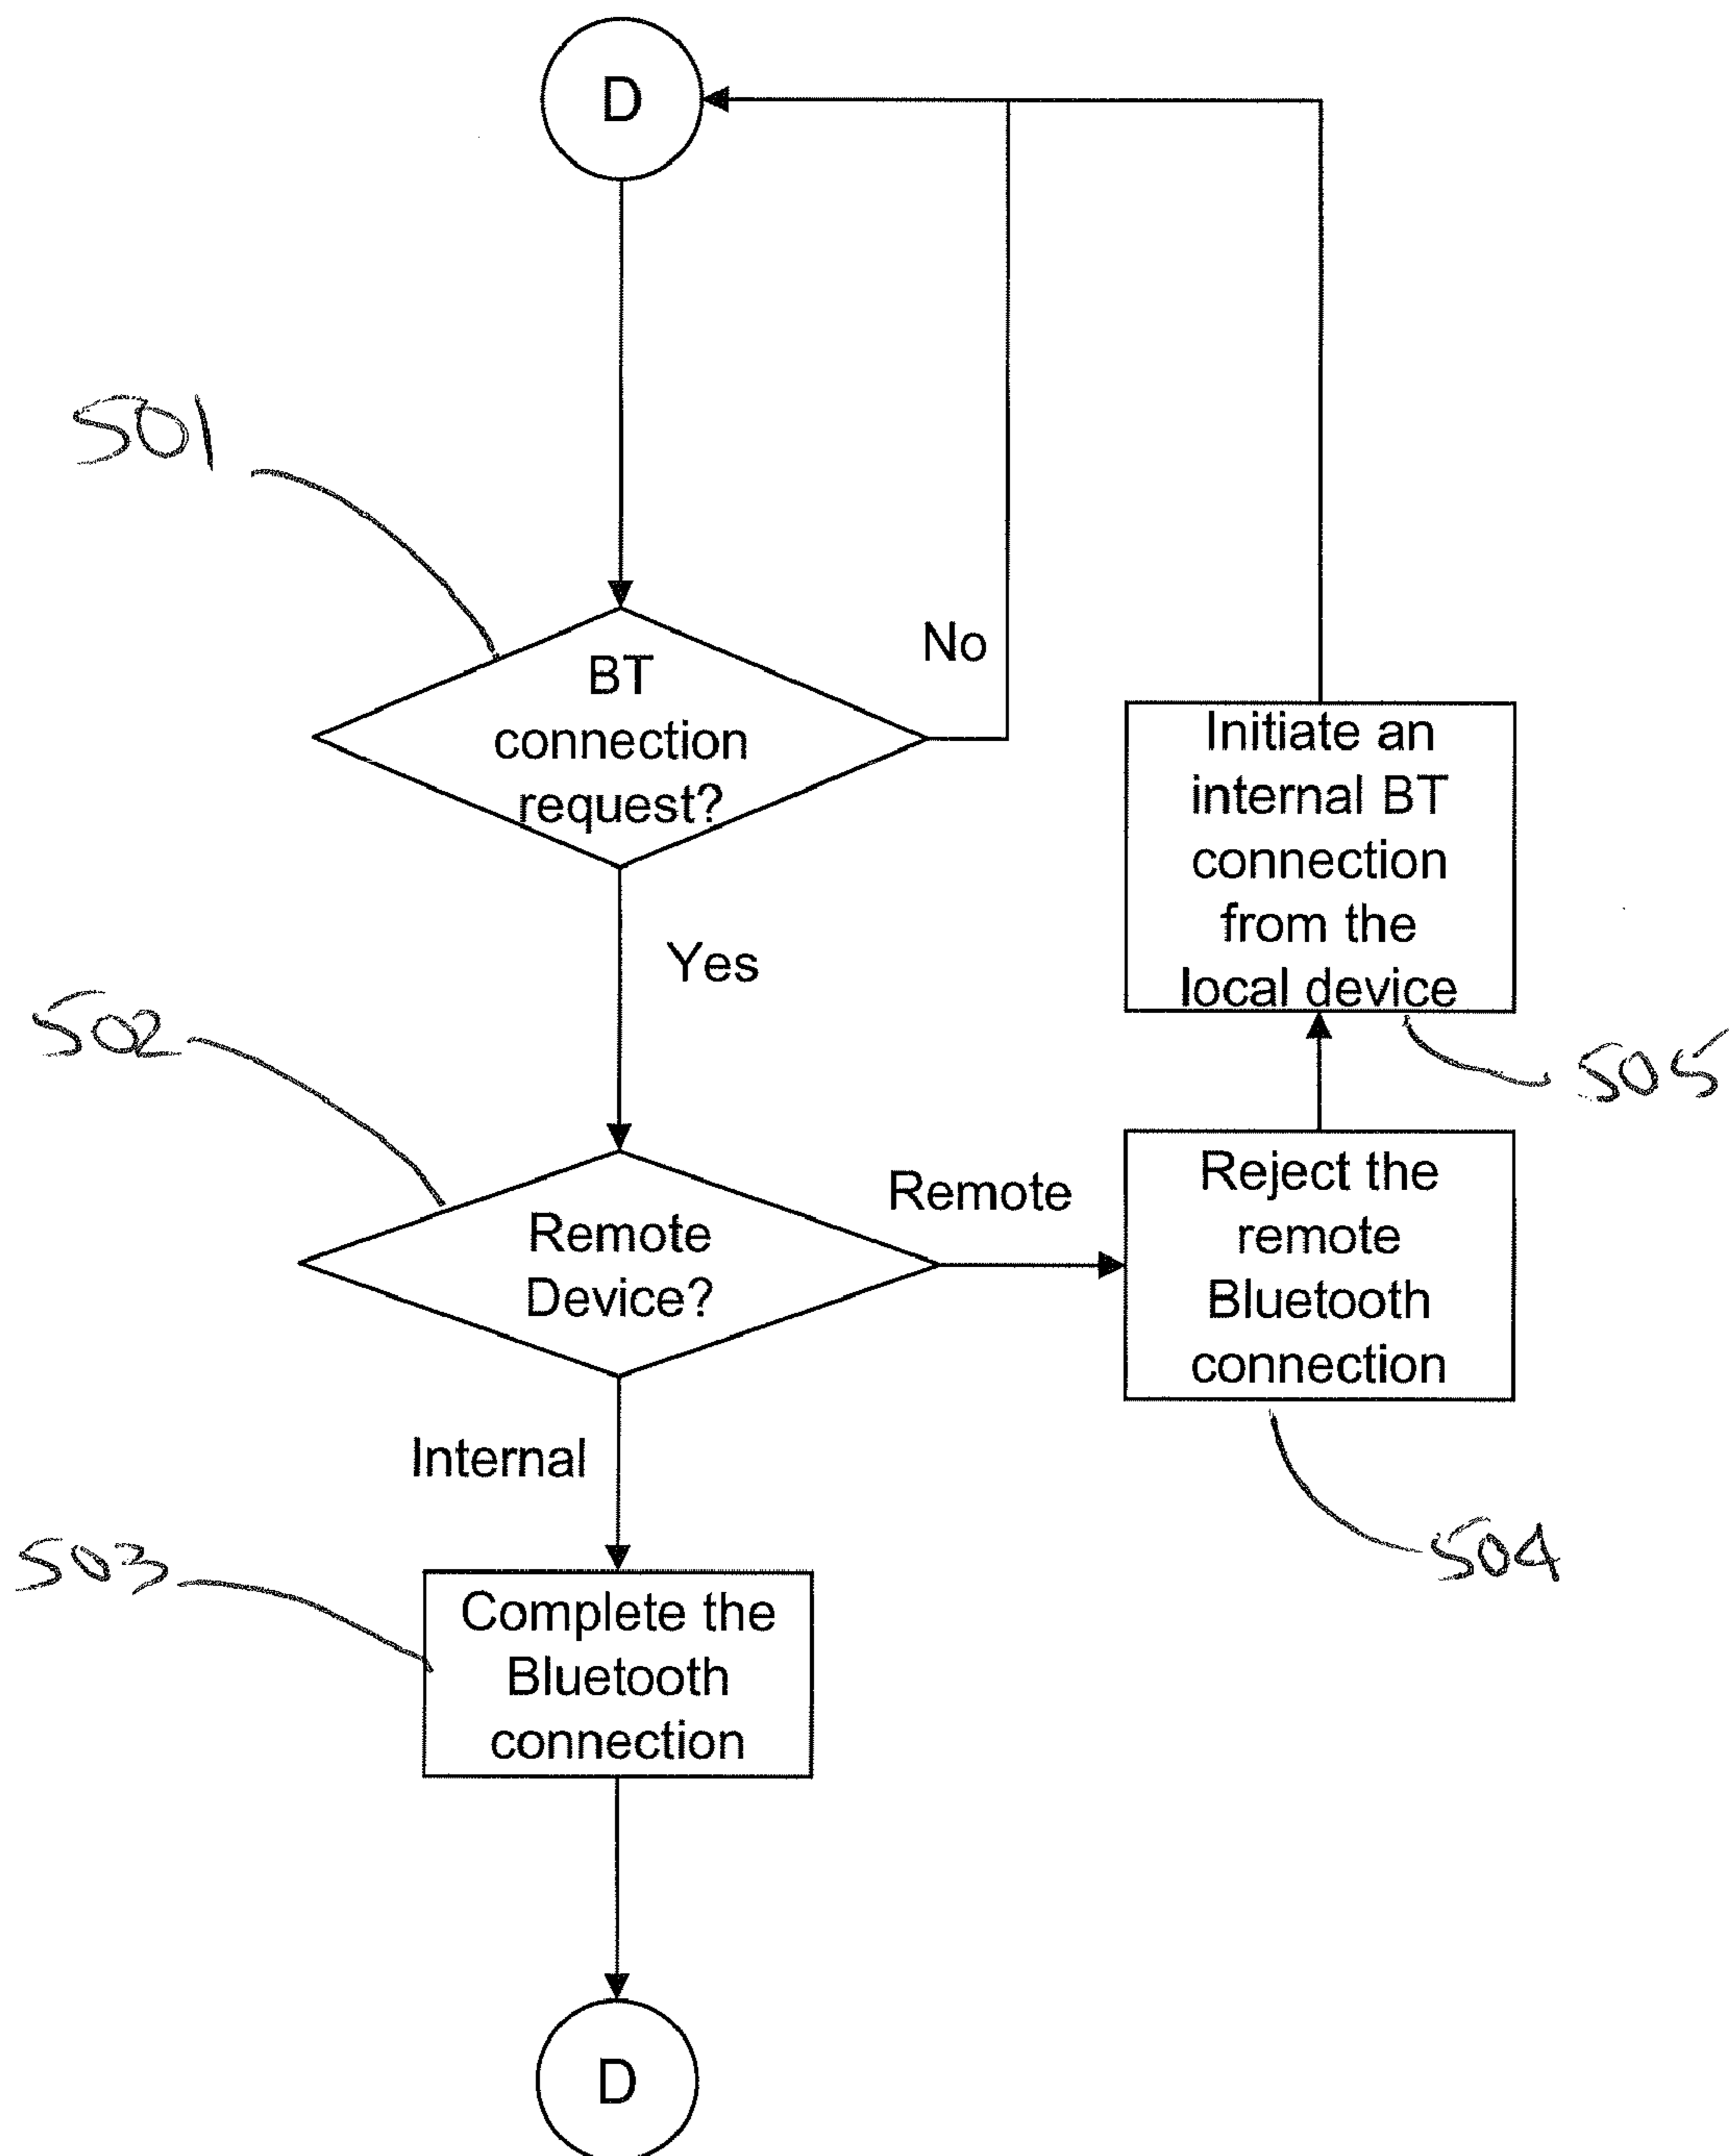 D
501
BT
connection
request?
No
Initiate an
internal BT
connection
from the
local device
505
Yes
502
Remote
Device?
Remote
Reject the
remote
Bluetooth
connection
504
Internal
503
Complete the
Bluetooth
connection
D